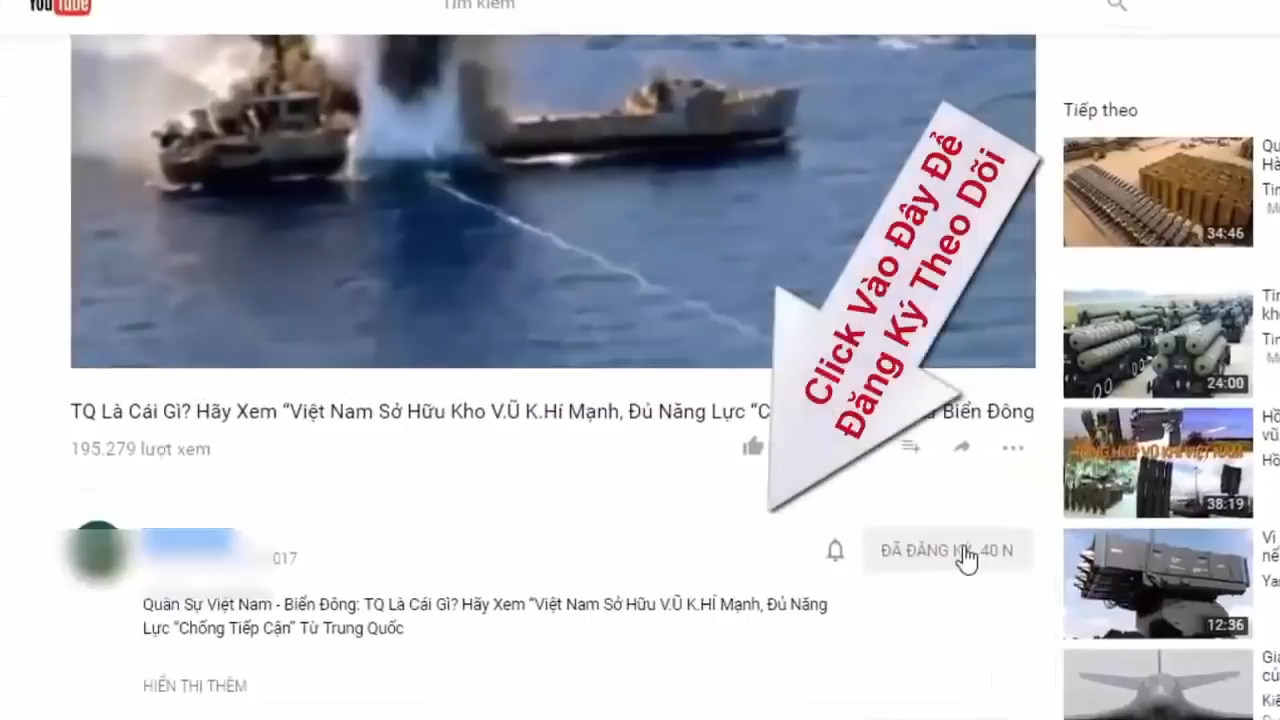 YouTube
Tìm kiếm
Tiếp theo
Click Vào Đây Để
Đăng Ký Theo Dõi
34:46
24:00
38:19
12:36
TQ Là Cái Gì? Hãy Xem “Việt Nam Sở Hữu Kho V.Ũ K.Hí Mạnh, Đủ Năng Lực “C
Biển Đông
195.279 lượt xem
017
ĐÃ ĐĂNG KÝ 40 N
Quân Sự Việt Nam - Biển Đông: TQ Là Cái Gì? Hãy Xem “Việt Nam Sở Hữu V.Ũ K.HÍ Mạnh, Đủ Năng
Lực “Chống Tiếp Cận” Từ Trung Quốc
HIỂN THỊ THÊM